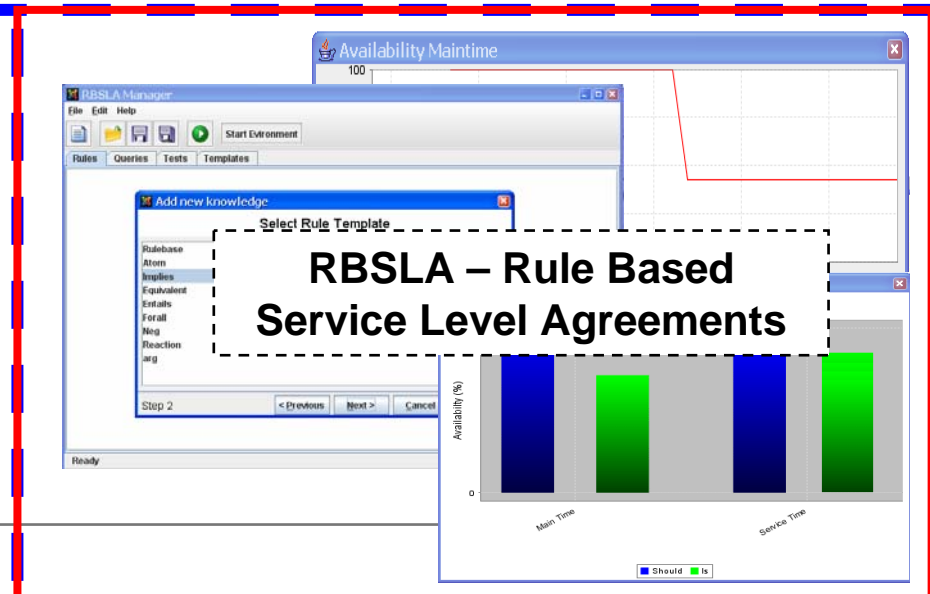 Availability Maintime
100
RBSLA Manager
File Edit Help
Start Evironment
Rules Queries Tests Templates
Add new knowledge
Select Rule Template
Rulebase
Atom
Implies
Equivalent
Entails
Forall
Neg
Reaction
arg
RBSLA – Rule Based
Service Level Agreements
Step 2
< Previous Next > Cancel
Ready
Availability (%)
0
Main Time
Service Time
Should Is